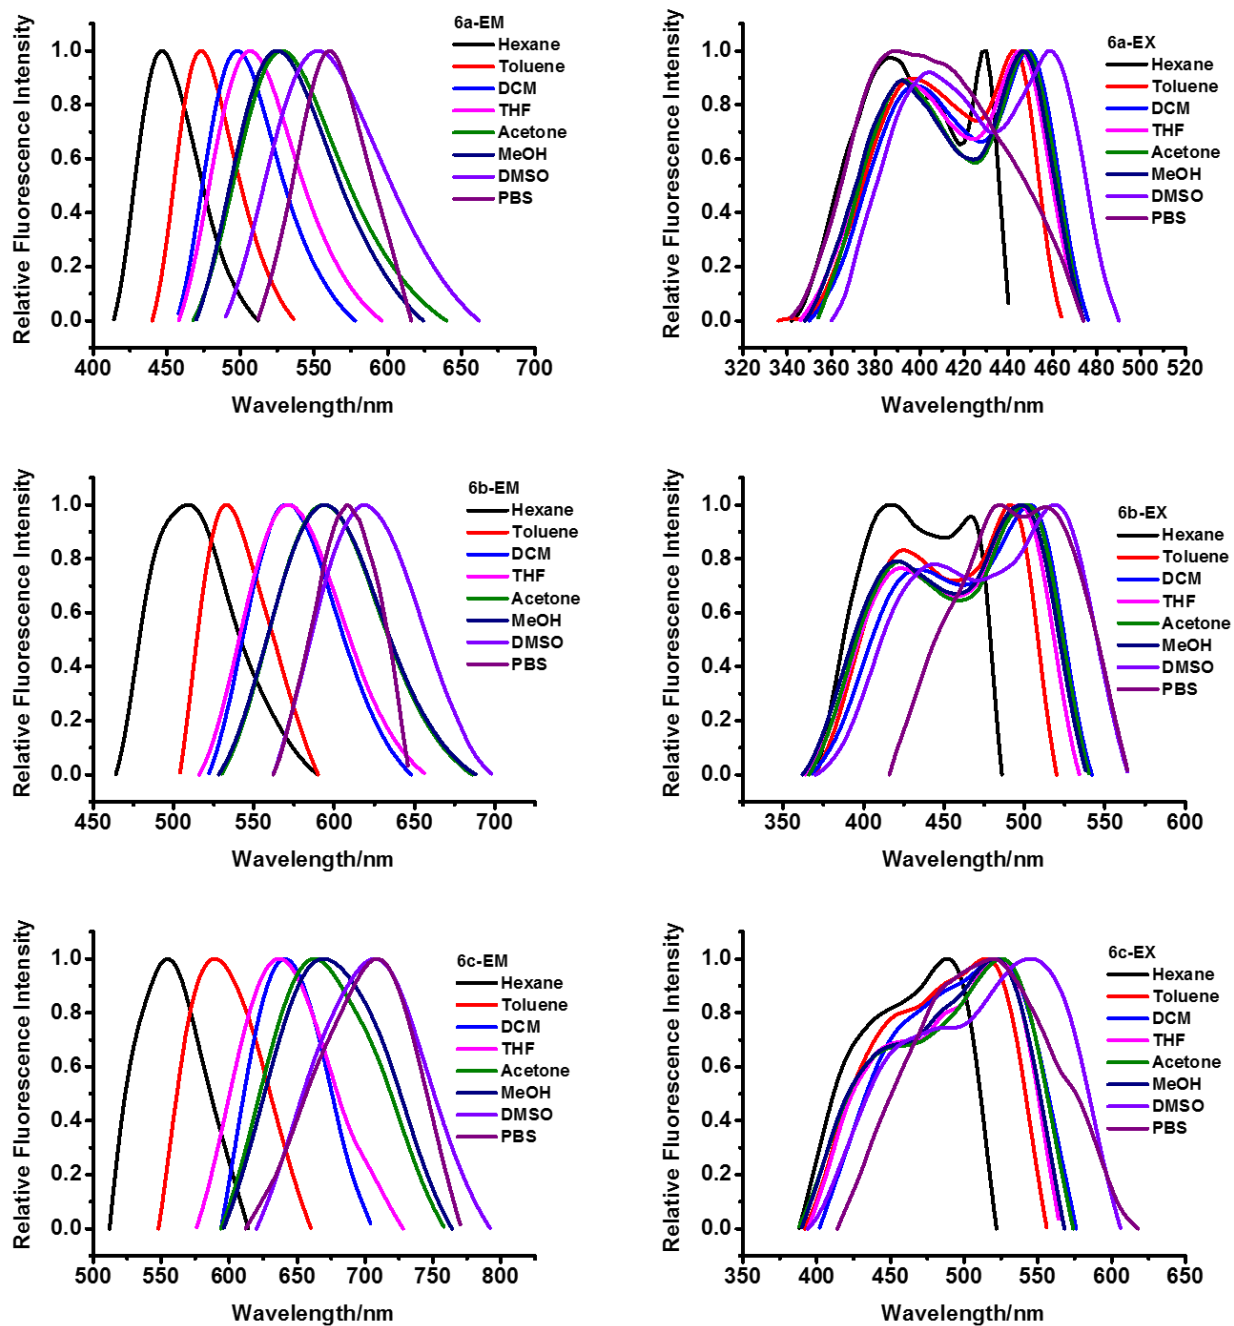 6a-EM
Hexane
Toluene
DCM
THF
Acetone
MeOH
DMSO
PBS
Relative Fluorescence Intensity
1.0
0.8
0.6
0.4
0.2
0.0
400 450 500 550 600 650 700
Wavelength/nm
6a-EX
Hexane
Toluene
DCM
THF
Acetone
MeOH
DMSO
PBS
Relative Fluorescence Intensity
1.0
0.8
0.6
0.4
0.2
0.0
320 340 360 380 400 420 440 460 480 500 520
Wavelength/nm
6b-EM
Hexane
Toluene
DCM
THF
Acetone
MeOH
DMSO
PBS
Relative Fluorescence Intensity
1.0
0.8
0.6
0.4
0.2
0.0
450 500 550 600 650 700
Wavelength/nm
6b-EX
Hexane
Toluene
DCM
THF
Acetone
MeOH
DMSO
PBS
Relative Fluorescence Intensity
1.0
0.8
0.6
0.4
0.2
0.0
350 400 450 500 550 600
Wavelength/nm
6c-EM
Hexane
Toluene
DCM
THF
Acetone
MeOH
DMSO
PBS
Relative Fluorescence Intensity
1.0
0.8
0.6
0.4
0.2
0.0
500 550 600 650 700 750 800
Wavelength/nm
6c-EX
Hexane
Toluene
DCM
THF
Acetone
MeOH
DMSO
PBS
Relative Fluorescence Intensity
1.0
0.8
0.6
0.4
0.2
0.0
350 400 450 500 550 600 650
Wavelength/nm